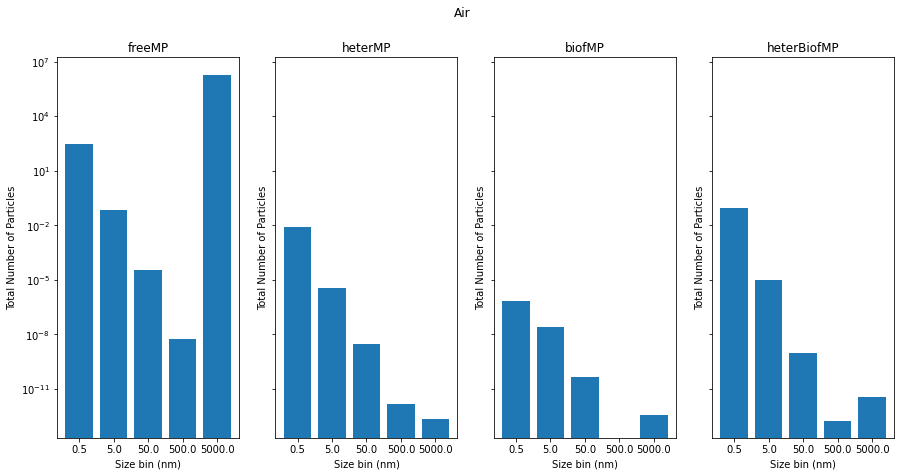 Air
freeMP
heterMP
biofMP
heterBiofMP
Total Number of Particles
10^7
10^4
10^1
10^-2
10^-5
10^-8
10^-11
0.5 5.0 50.0 500.0 5000.0
Size bin (nm)
Total Number of Particles
0.5 5.0 50.0 500.0 5000.0
Size bin (nm)
Total Number of Particles
0.5 5.0 50.0 500.0 5000.0
Size bin (nm)
Total Number of Particles
0.5 5.0 50.0 500.0 5000.0
Size bin (nm)